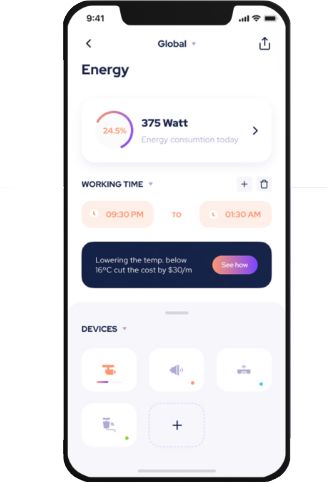 9:41
Global
Energy
24.5%
375 Watt
Energy consumtion today
WORKING TIME
09:30 PM TO 01:30 AM
Lowering the temp. below
16°C cut the cost by $30/m
See how
DEVICES